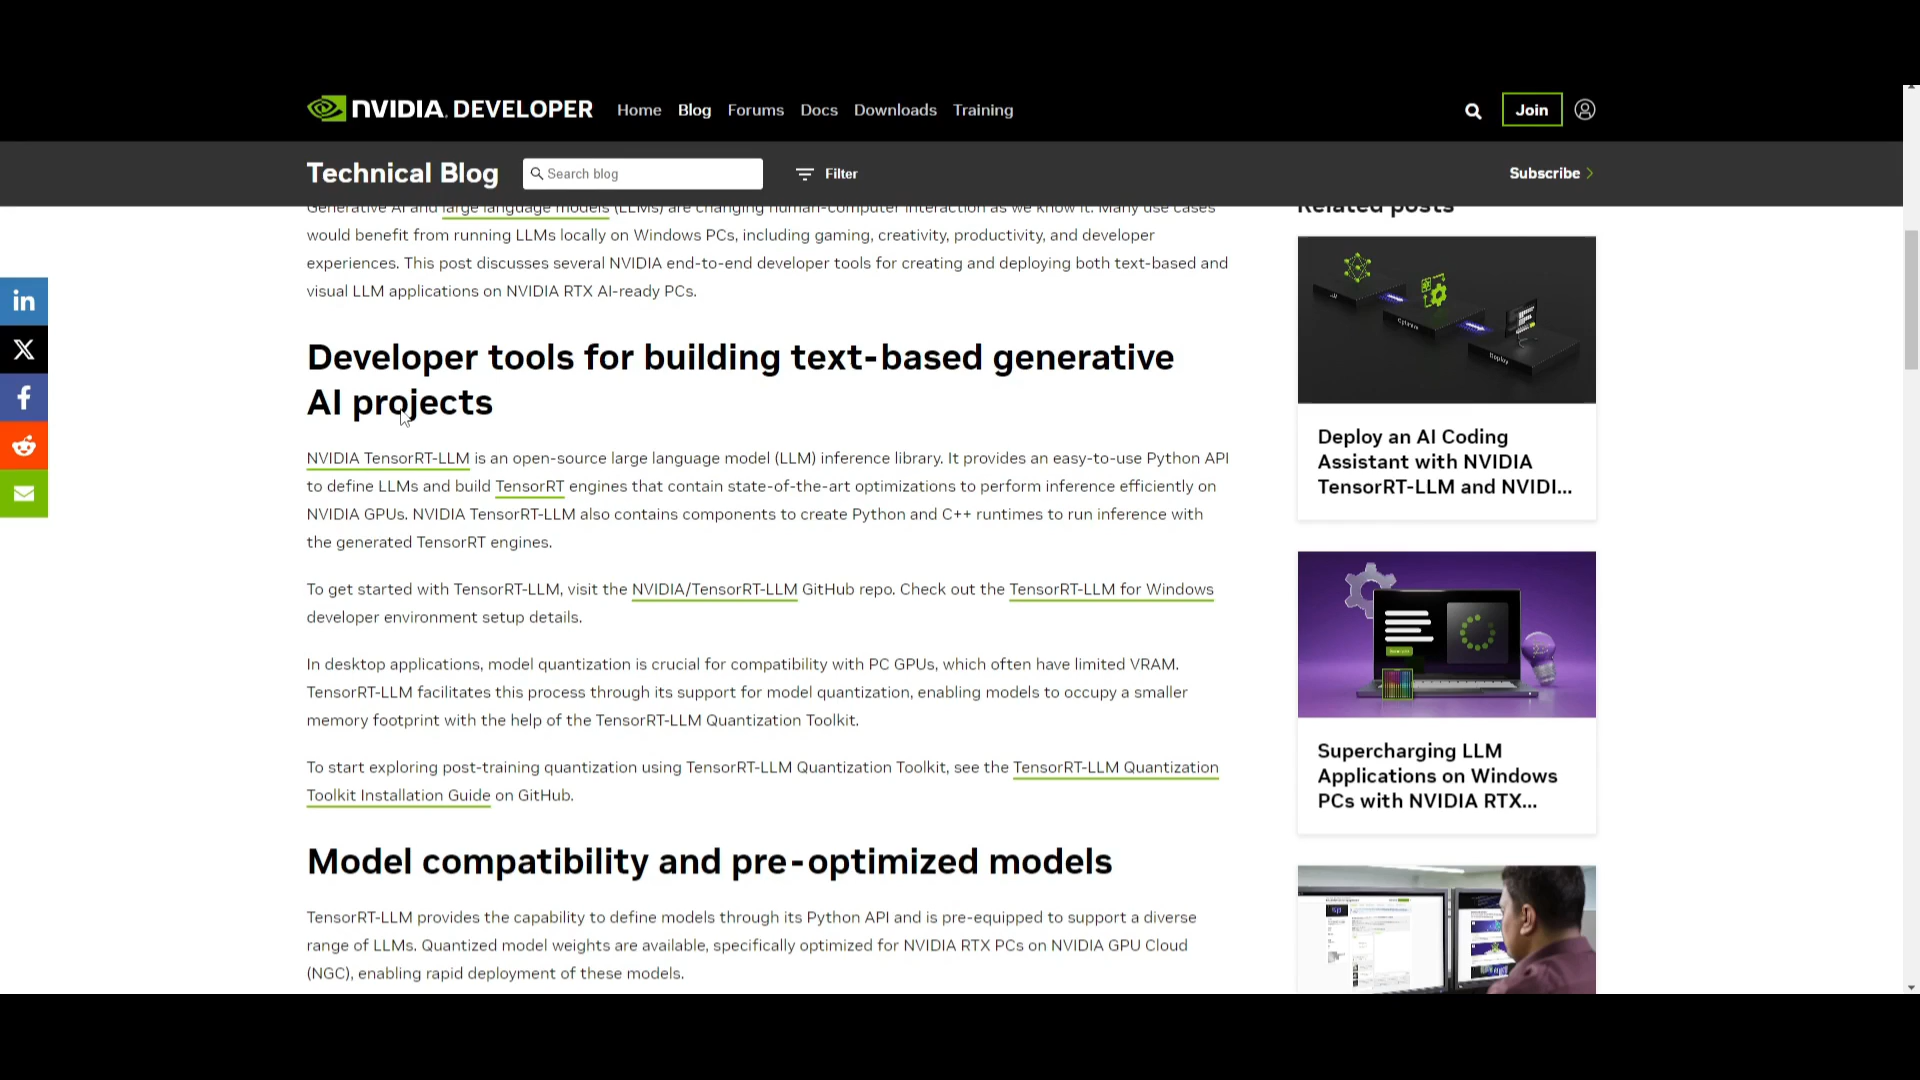 NVIDIA. DEVELOPER Home Blog Forums Docs Downloads Training Join
Technical Blog Search blog Filter Subscribe
Generative AI and large language models (LLMs) are changing human-computer interaction as we know it. Many use cases
would benefit from running LLMs locally on Windows PCs, including gaming, creativity, productivity, and developer
experiences. This post discusses several NVIDIA end-to-end developer tools for creating and deploying both text-based and
visual LLM applications on NVIDIA RTX AI-ready PCs.
Developer tools for building text-based generative
AI projects
NVIDIA TensorRT-LLM is an open-source large language model (LLM) inference library. It provides an easy-to-use Python API
to define LLMs and build TensorRT engines that contain state-of-the-art optimizations to perform inference efficiently on
NVIDIA GPUs. NVIDIA TensorRT-LLM also contains components to create Python and C++ runtimes to run inference with
the generated TensorRT engines.
To get started with TensorRT-LLM, visit the NVIDIA/TensorRT-LLM GitHub repo. Check out the TensorRT-LLM for Windows
developer environment setup details.
In desktop applications, model quantization is crucial for compatibility with PC GPUs, which often have limited VRAM.
TensorRT-LLM facilitates this process through its support for model quantization, enabling models to occupy a smaller
memory footprint with the help of the TensorRT-LLM Quantization Toolkit.
To start exploring post-training quantization using TensorRT-LLM Quantization Toolkit, see the TensorRT-LLM Quantization
Toolkit Installation Guide on GitHub.
Model compatibility and pre-optimized models
TensorRT-LLM provides the capability to define models through its Python API and is pre-equipped to support a diverse
range of LLMs. Quantized model weights are available, specifically optimized for NVIDIA RTX PCs on NVIDIA GPU Cloud
(NGC), enabling rapid deployment of these models.
Related posts
Optimize
Deploy
Deploy an AI Coding
Assistant with NVIDIA
TensorRT-LLM and NVIDI...
Supercharging LLM
Applications on Windows
PCs with NVIDIA RTX...
in
X
f